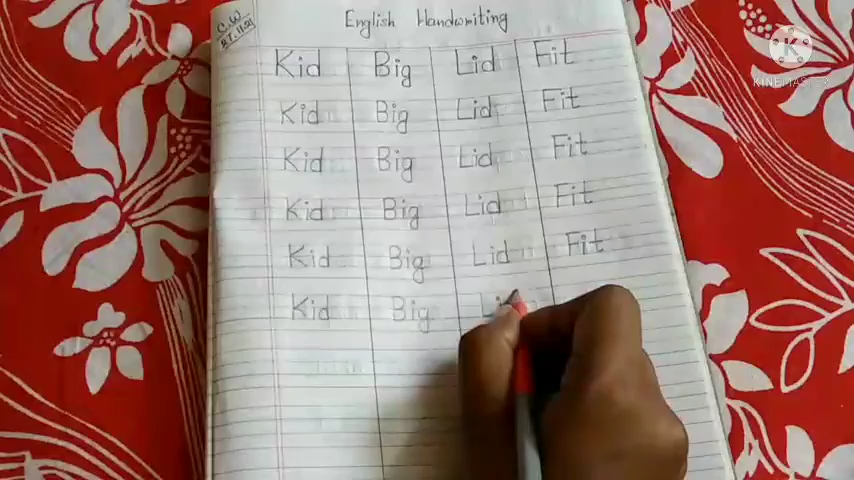 C.W
English Handwriting
Kid Big Lid Fit
Kid Big Lid Fit
Kid Big Lid Fit
Kid Big Lid Fit
Kid Big Lid Fit
Kid Big Li
K
KINEMASTER